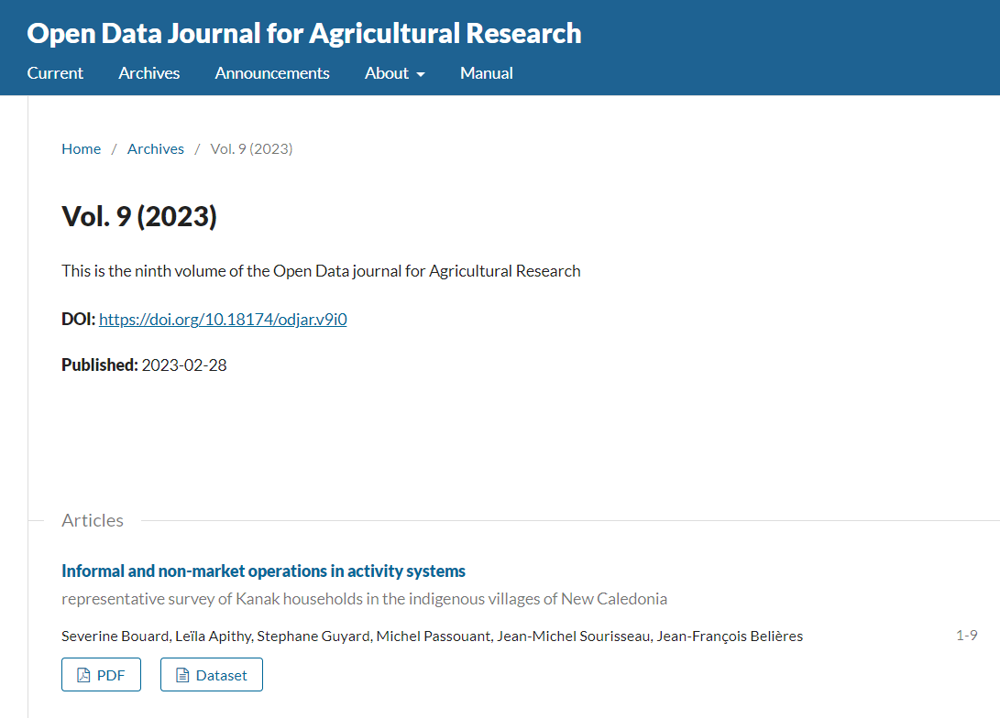 Open Data Journal for Agricultural Research
Current Archives Announcements About Manual
Home / Archives / Vol. 9 (2023)
Vol. 9 (2023)
This is the ninth volume of the Open Data journal for Agricultural Research
DOI: https://doi.org/10.18174/odjar.v9i0
Published: 2023-02-28
Articles
Informal and non-market operations in activity systems
representative survey of Kanak households in the indigenous villages of New Caledonia
Severine Bouard, Leïla Apithy, Stephane Guyard, Michel Passouant, Jean-Michel Sourisseau, Jean-François Belières 1-9
PDF Dataset